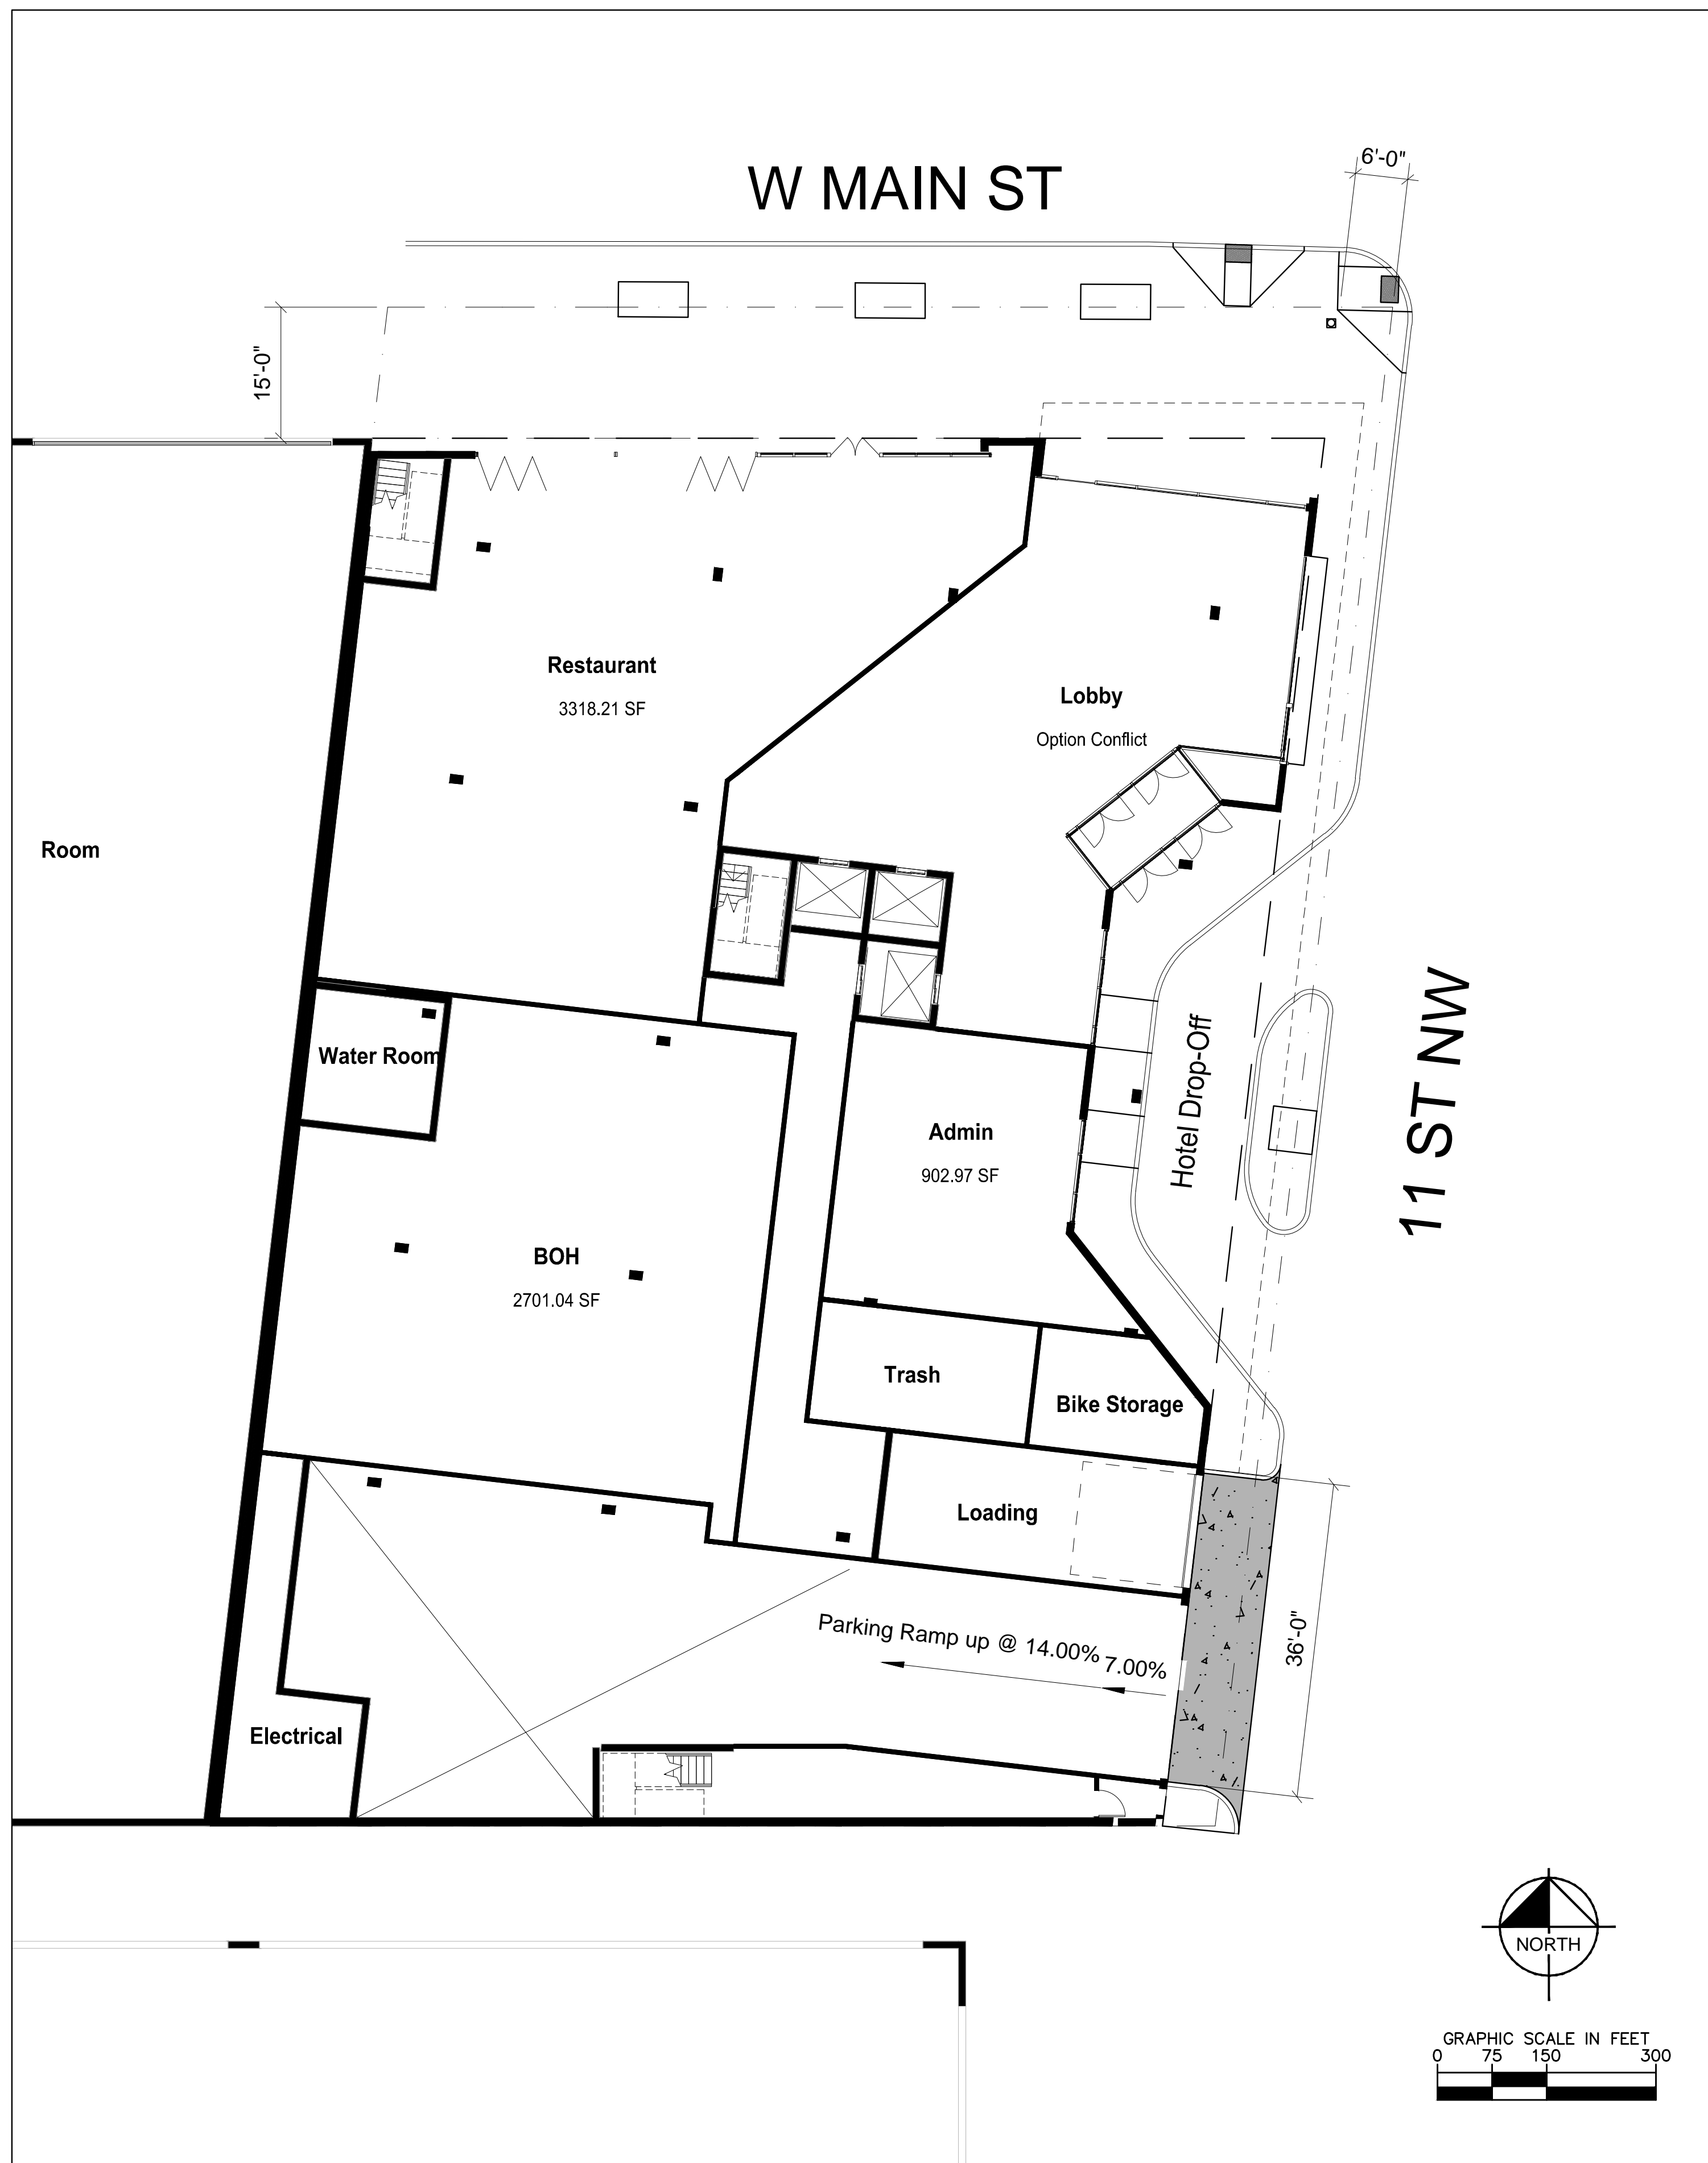 W MAIN ST
6'-0"
15'-0"
Restaurant
3318.21 SF
Lobby
Option Conflict
Room
Water Room
Hotel Drop-Off
11 ST NW
Admin
902.97 SF
BOH
2701.04 SF
Trash
Bike Storage
Loading
Parking Ramp up @ 14.00%
7.00%
36'-0"
Electrical
NORTH
GRAPHIC SCALE IN FEET
0 75 150 300